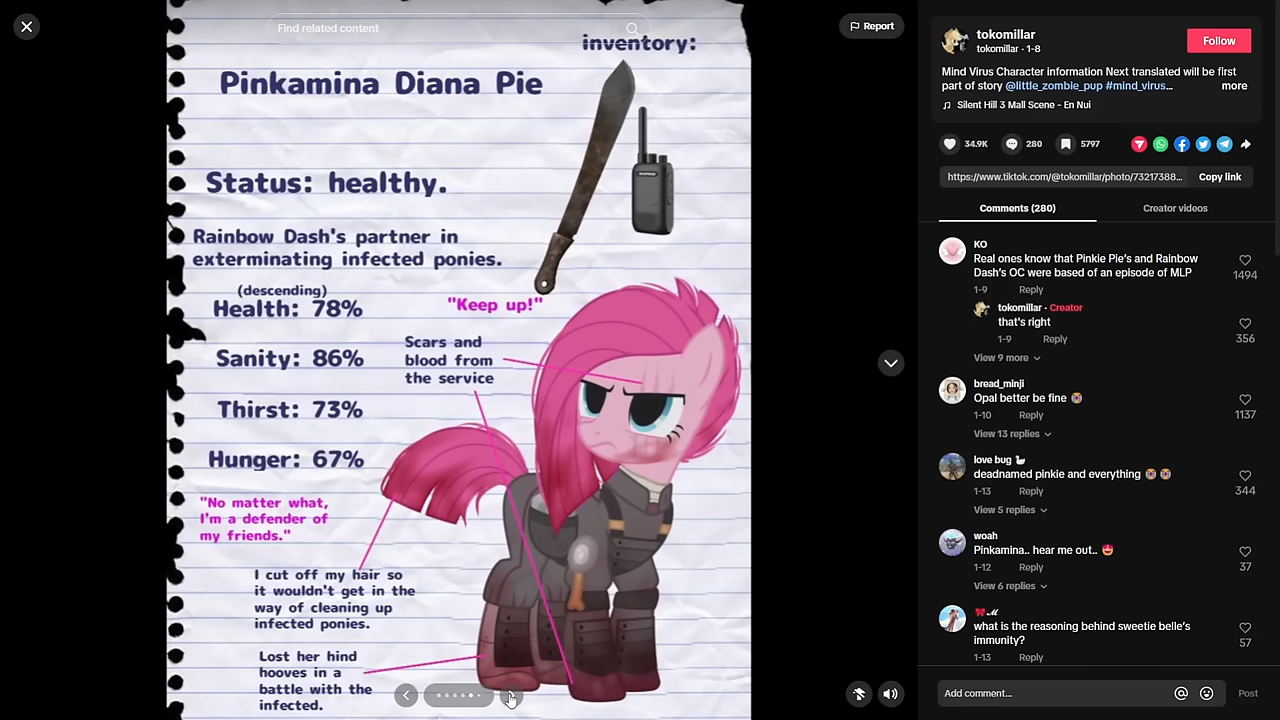 Find related content
Report
inventory:
Pinkamina Diana Pie
Status: healthy.
Rainbow Dash's partner in
exterminating infected ponies.
(descending)
Health: 78%
"Keep up!"
Scars and
blood from
the service
Sanity: 86%
Thirst: 73%
Hunger: 67%
"No matter what,
I'm a defender of
my friends."
I cut off my hair so
it wouldn't get in the
way of cleaning up
infected ponies.
Lost her hind
hooves in a
battle with the
infected.
tokomillar
tokomillar · 1-8
Follow
Mind Virus Character information Next translated will be first
part of story @little_zombie_pup #mind_virus...
more
Silent Hill 3 Mall Scene - En Nui
34.9K
280
5797
https://www.tiktok.com/@tokomillar/photo/73217388...
Copy link
Comments (280)
Creator videos
KO
Real ones know that Pinkie Pie's and Rainbow
Dash's OC were based of an episode of MLP
1494
1-9
Reply
tokomillar · Creator
that's right
356
1-9
Reply
View 9 more
bread_minji
Opal better be fine
1137
1-10
Reply
View 13 replies
love bug
deadnamed pinkie and everything
344
1-13
Reply
View 5 replies
woah
Pinkamina.. hear me out..
37
1-12
Reply
View 6 replies
what is the reasoning behind sweetie belle's
immunity?
57
1-13
Reply
Add comment...
Post